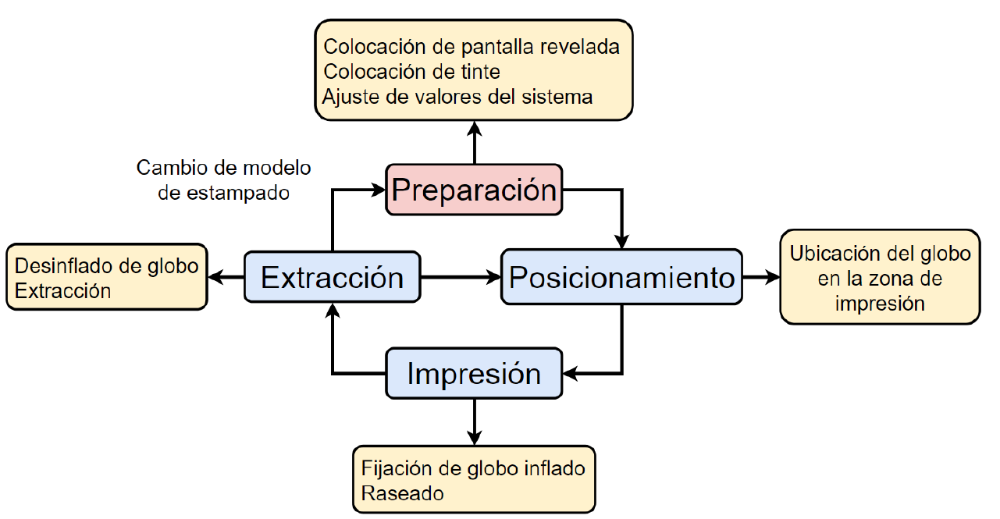 Colocación de pantalla revelada
Colocación de tinte
Ajuste de valores del sistema
Cambio de modelo
de estampado
Preparación
Desinflado de globo
Extracción
Extracción
Posicionamiento
Ubicación del globo
en la zona de
impresión
Impresión
Fijación de globo inflado
Raseado